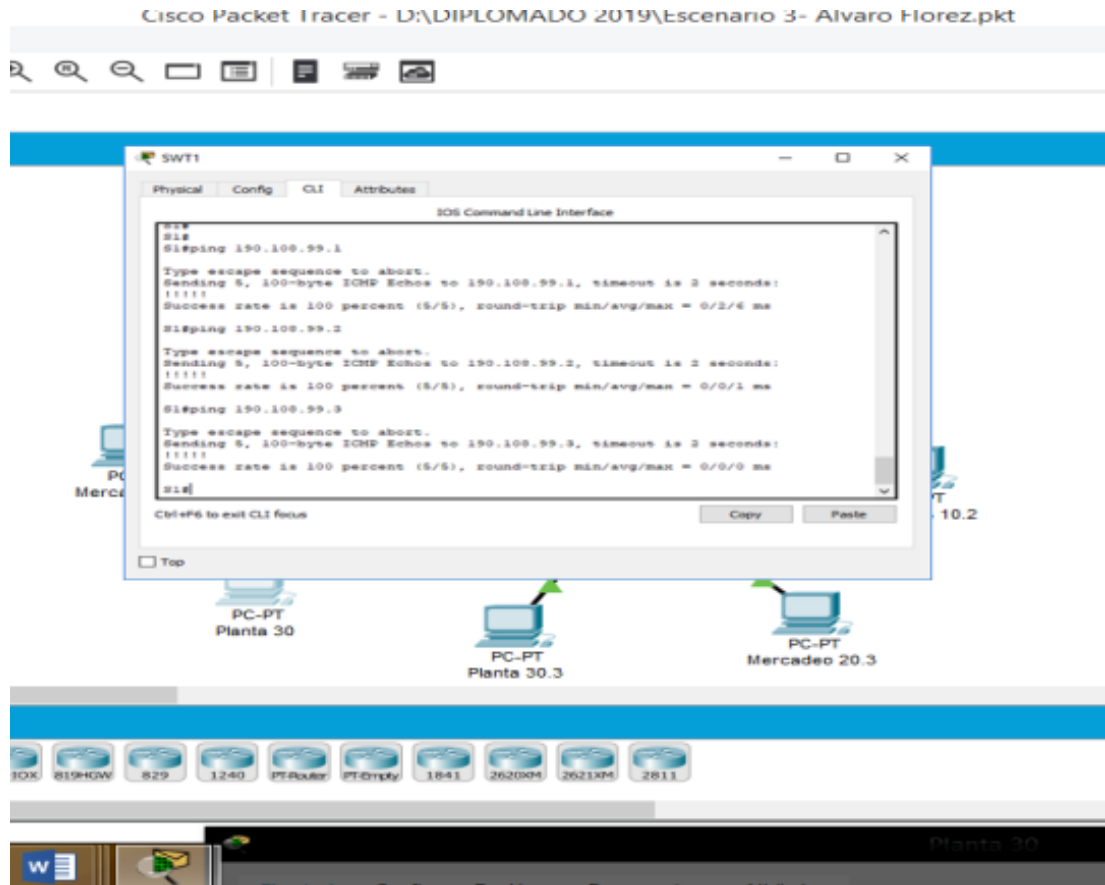 Cisco Packet Tracer - D:\DIPLOMADO 2019\Escenario 3- Alvaro Florez.pkt
SWT1
Physical Config CLI Attributes
IOS Command Line Interface
S1#
S1#
S1#ping 190.108.99.1
Type escape sequence to abort.
Sending 5, 100-byte ICMP Echos to 190.108.99.1, timeout is 2 seconds:
!!!!!
Success rate is 100 percent (5/5), round-trip min/avg/max = 0/2/6 ms
S1#ping 190.108.99.2
Type escape sequence to abort.
Sending 5, 100-byte ICMP Echos to 190.108.99.2, timeout is 2 seconds:
!!!!!
Success rate is 100 percent (5/5), round-trip min/avg/max = 0/0/1 ms
S1#ping 190.108.99.3
Type escape sequence to abort.
Sending 5, 100-byte ICMP Echos to 190.108.99.3, timeout is 2 seconds:
!!!!!
Success rate is 100 percent (5/5), round-trip min/avg/max = 0/0/0 ms
S1#
Ctrl+F6 to exit CLI focus
Copy Paste
Top
10.2
PC-PT
Planta 30
PC-PT
Planta 30.3
PC-PT
Mercadeo 20.3
819HGW 829 1240 PT-Router PT-Empty 1841 2620XM 2621XM 2811
Planta 30